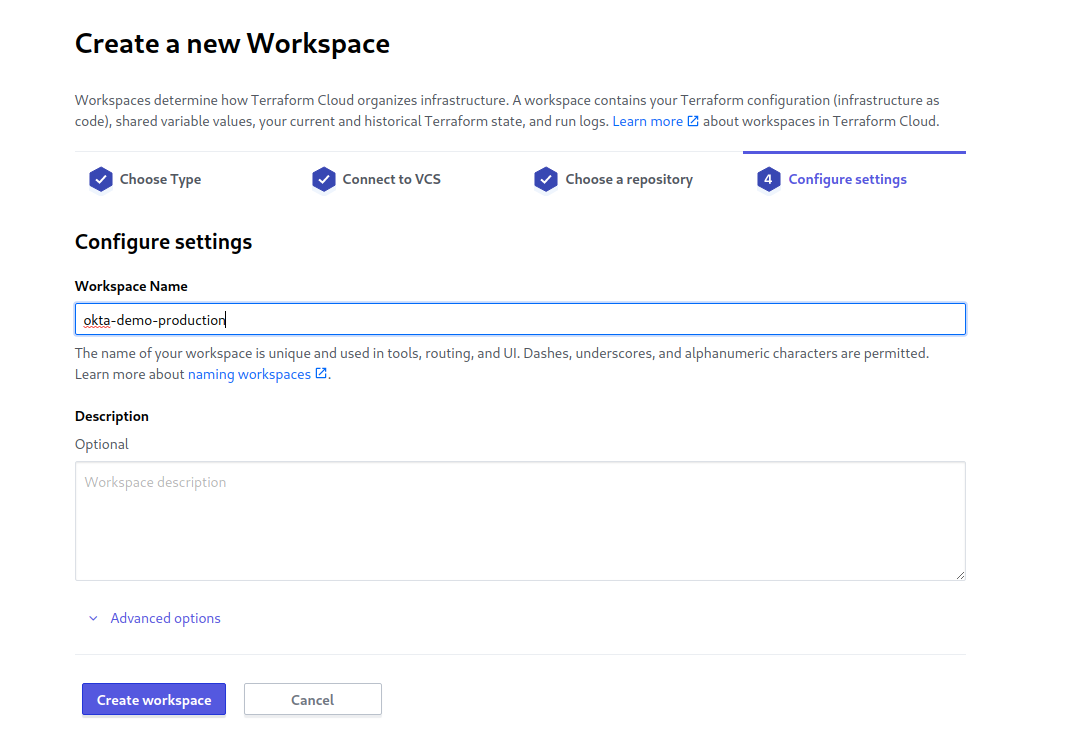 Create a new Workspace
Workspaces determine how Terraform Cloud organizes infrastructure. A workspace contains your Terraform configuration (infrastructure as
code), shared variable values, your current and historical Terraform state, and run logs. Learn more about workspaces in Terraform Cloud.
Choose Type
Connect to VCS
Choose a repository
4 Configure settings
Configure settings
Workspace Name
okta-demo-production
The name of your workspace is unique and used in tools, routing, and UI. Dashes, underscores, and alphanumeric characters are permitted.
Learn more about naming workspaces.
Description
Optional
Workspace description
Advanced options
Create workspace
Cancel